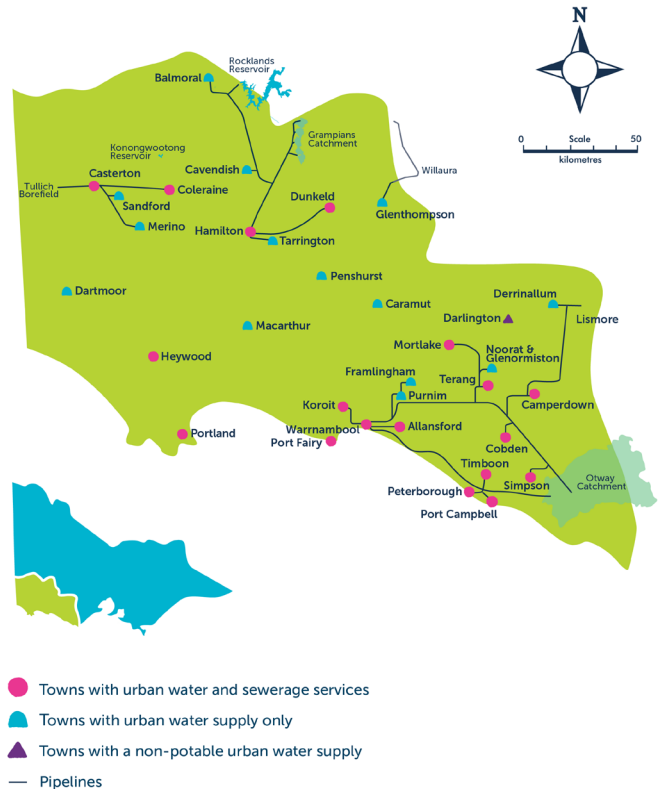 N
Rocklands
Reservoir
Balmoral
0
Scale
50
kilometres
Grampians
Catchment
Konongwootong
Reservoir
Willaura
Cavendish
Casterton
Tullich
Borefield
Coleraine
Dunkeld
Sandford
Glenthompson
Merino
Hamilton
Tarrington
Penshurst
Dartmoor
Derrinallum
Caramut
Darlington
Lismore
Macarthur
Mortlake
Noorat &
Glenormiston
Heywood
Framlingham
Terang
Purnim
Camperdown
Koroit
Warrnambool
Allansford
Portland
Port Fairy
Cobden
Timboon
Otway
Catchment
Simpson
Peterborough
Port Campbell
Towns with urban water and sewerage services
Towns with urban water supply only
Towns with a non-potable urban water supply
Pipelines